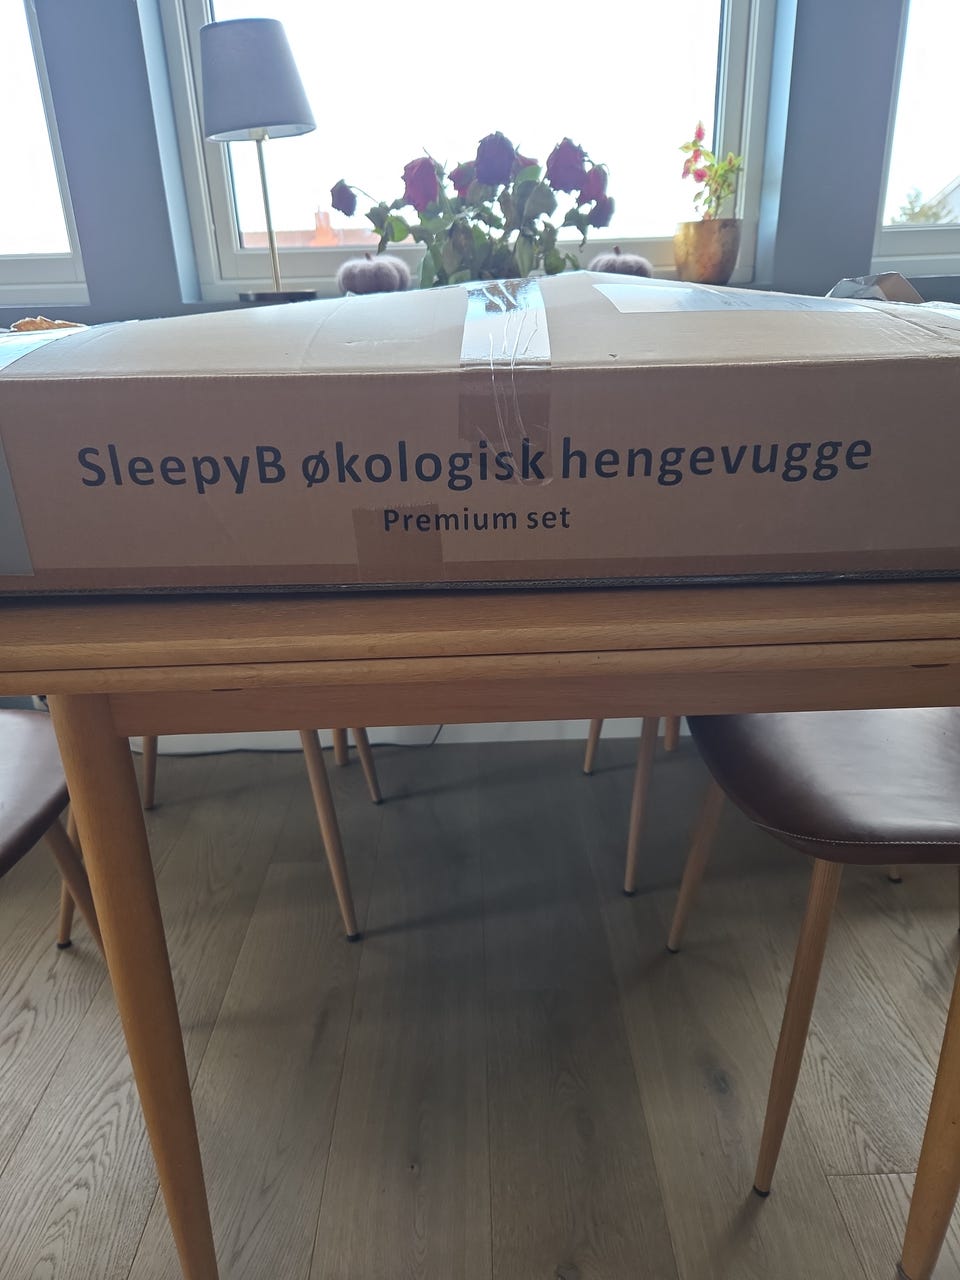 SleepyB økologisk hengevugge
Premium set